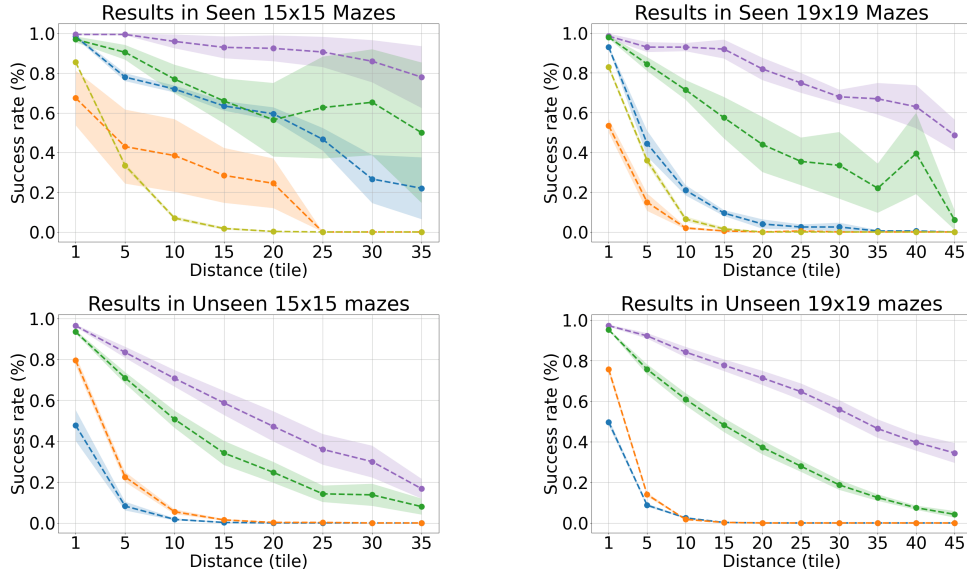 Results in Seen 15x15 Mazes
Success rate (%)
1.0
0.8
0.6
0.4
0.2
0.0
1 5 10 15 20 25 30 35
Distance (tile)
Results in Seen 19x19 Mazes
Success rate (%)
1.0
0.8
0.6
0.4
0.2
0.0
1 5 10 15 20 25 30 35 40 45
Distance (tile)
Results in Unseen 15x15 mazes
Success rate (%)
1.0
0.8
0.6
0.4
0.2
0.0
1 5 10 15 20 25 30 35
Distance (tile)
Results in Unseen 19x19 mazes
Success rate (%)
1.0
0.8
0.6
0.4
0.2
0.0
1 5 10 15 20 25 30 35 40 45
Distance (tile)